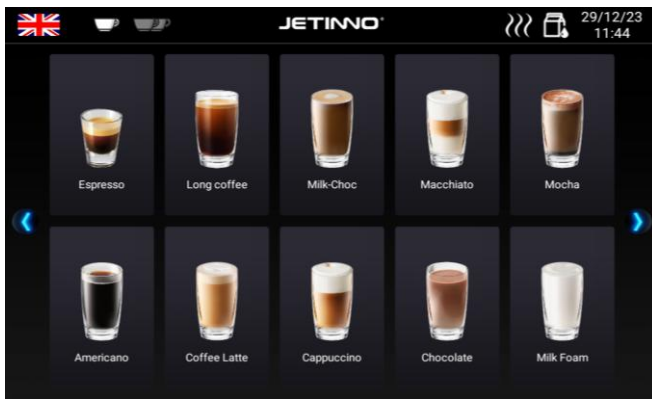 JETINNO
29/12/23
11:44
Espresso
Long coffee
Milk-Choc
Macchiato
Mocha
Americano
Coffee Latte
Cappuccino
Chocolate
Milk Foam